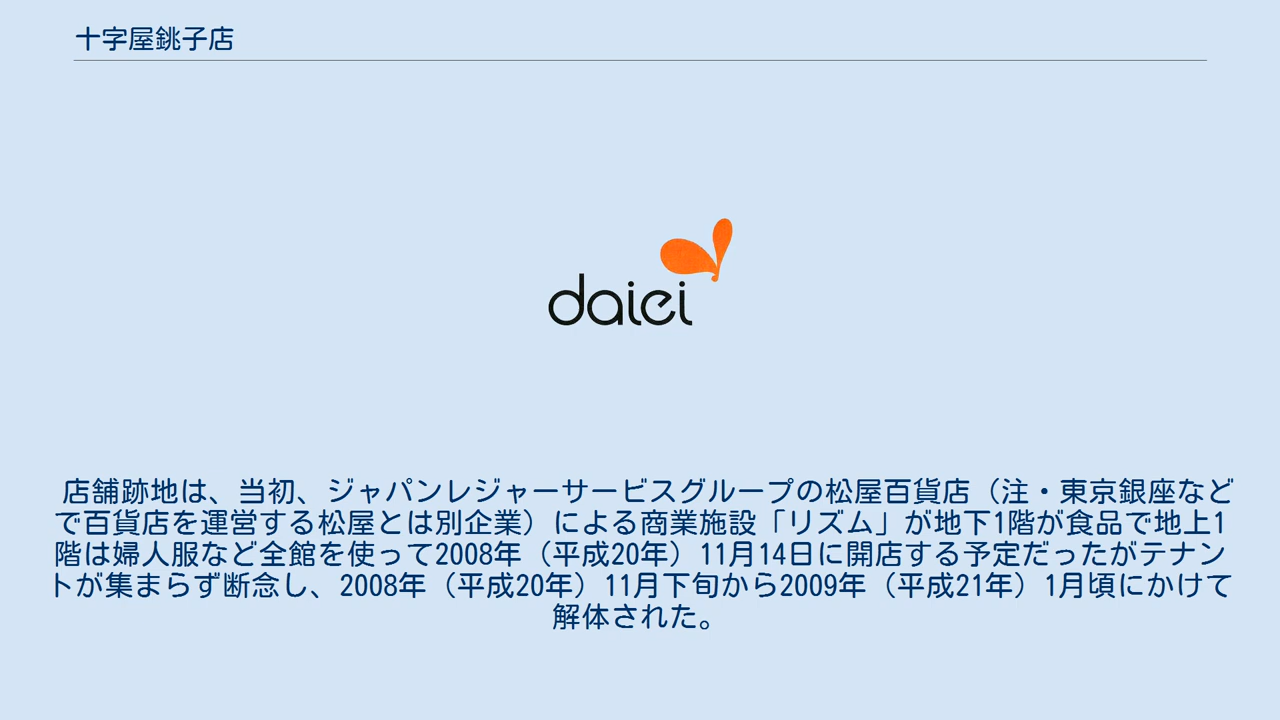 十字屋銚子店
daiei
店舗跡地は、当初、ジャパンレジャーサービスグループの松屋百貨店（注・東京銀座など
で百貨店を運営する松屋とは別企業）による商業施設「リズム」が地下1階が食品で地上1
階は婦人服など全館を使って2008年（平成20年）11月14日に開店する予定だったがテナン
トが集まらず断念し、2008年（平成20年）11月下旬から2009年（平成21年）1月頃にかけて
解体された。